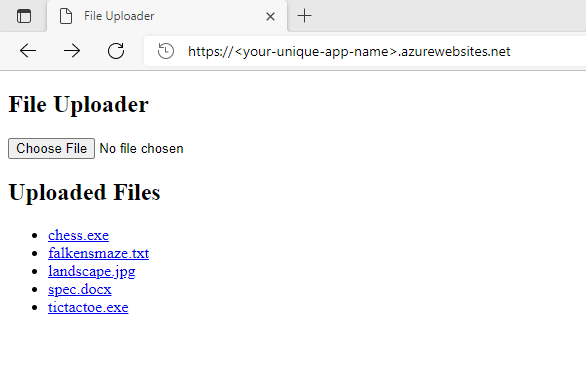 File Uploader
https://<your-unique-app-name>.azurewebsites.net
File Uploader
Choose File No file chosen
Uploaded Files
chess.exe
falkensmaze.txt
landscape.jpg
spec.docx
tictactoe.exe